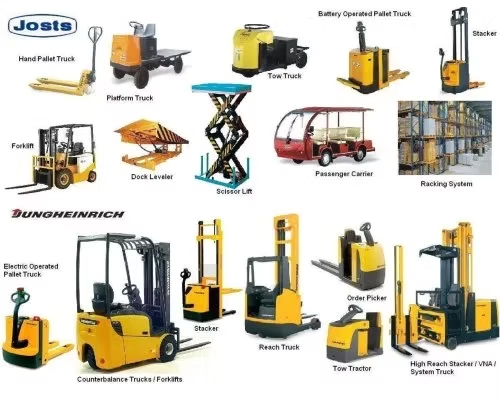 Josts
Battery Operated Pallet Truck
Stacker
Hand Pallet Truck
Platform Truck
Tow Truck
Forklift
Dock Leveler
Scissor Lift
Passenger Carrier
Racking System
JUNGHEINRICH
Electric Operated
Pallet Truck
Stacker
Order Picker
Reach Truck
Counterbalance Trucks / Forklifts
Tow Tractor
High Reach Stacker / VNA /
System Truck